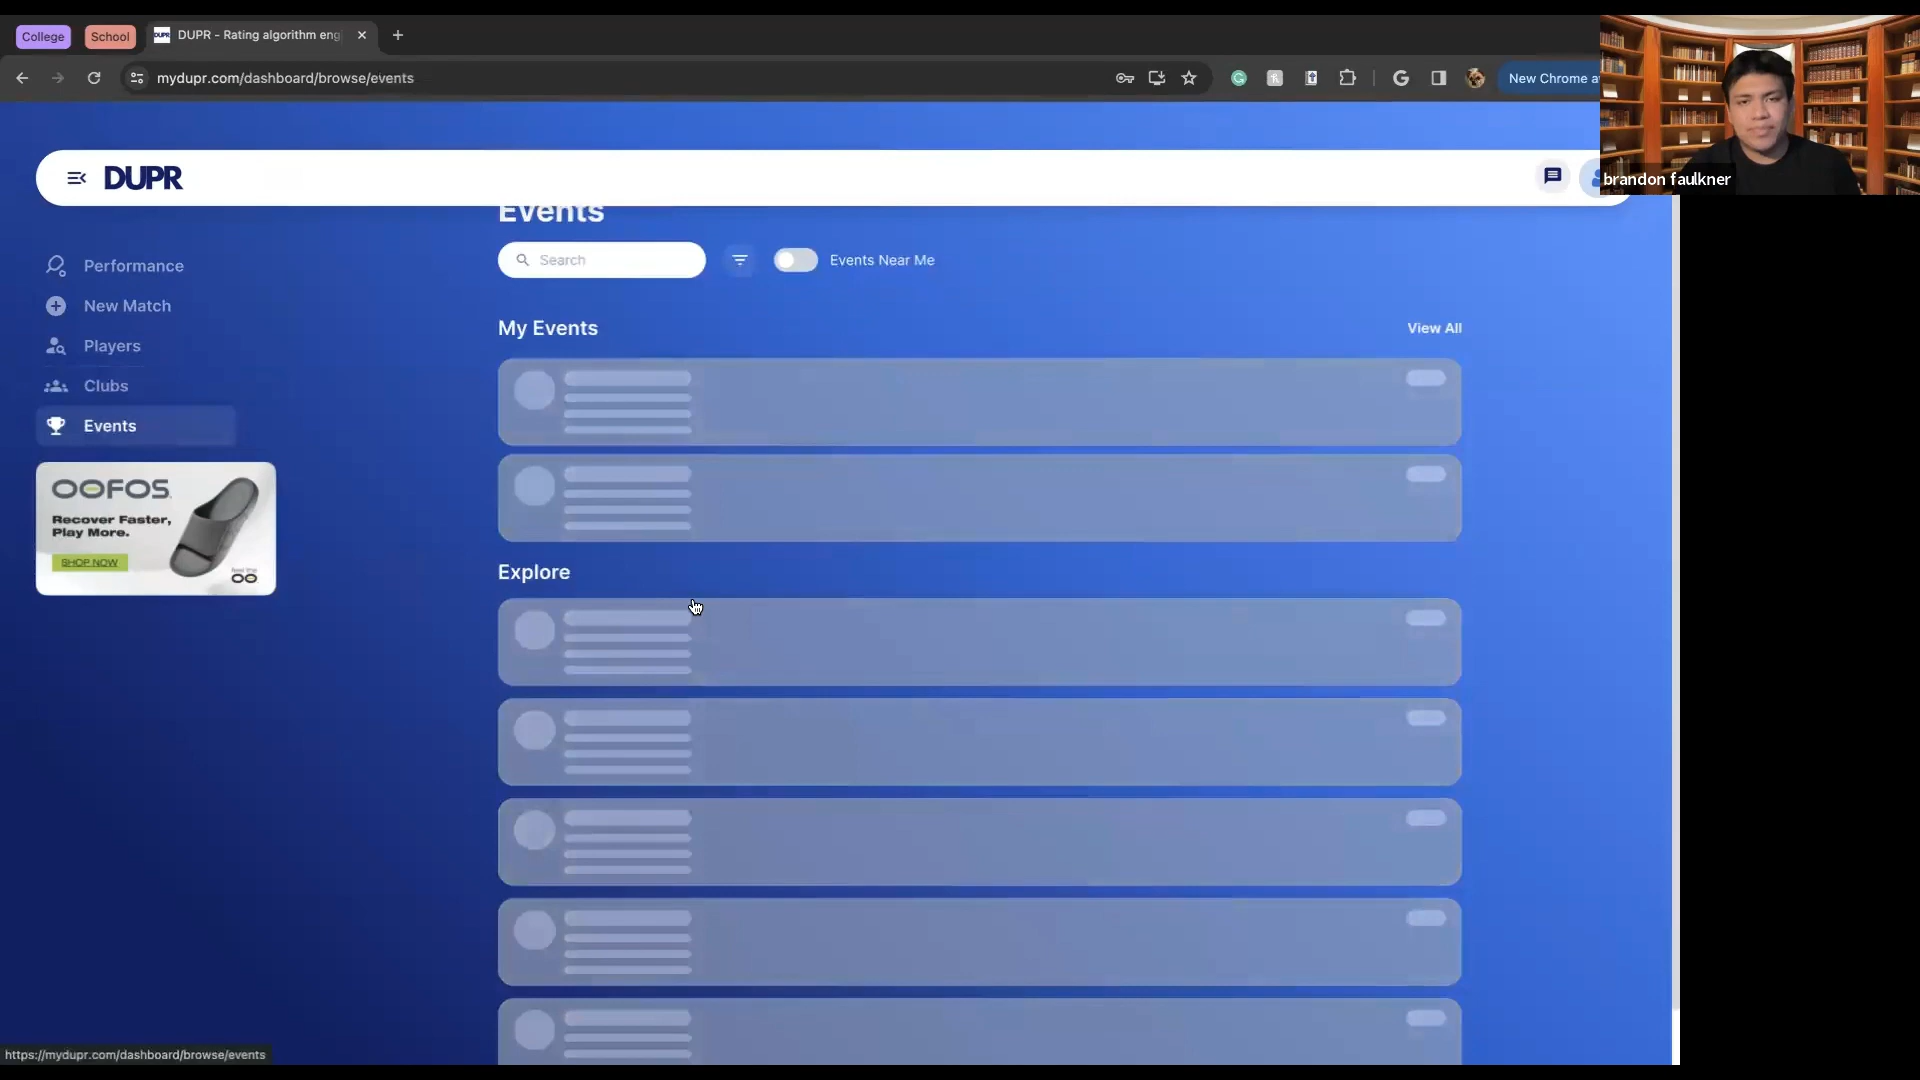 College
School
DUPR
DUPR - Rating algorithm eng
mydupr.com/dashboard/browse/events
New Chrome a
brandon faulkner
DUPR
Events
Search
Events Near Me
Performance
New Match
Players
Clubs
Events
My Events
View All
OOFOS
Recover Faster,
Play More.
SHOP NOW
Explore
https://mydupr.com/dashboard/browse/events